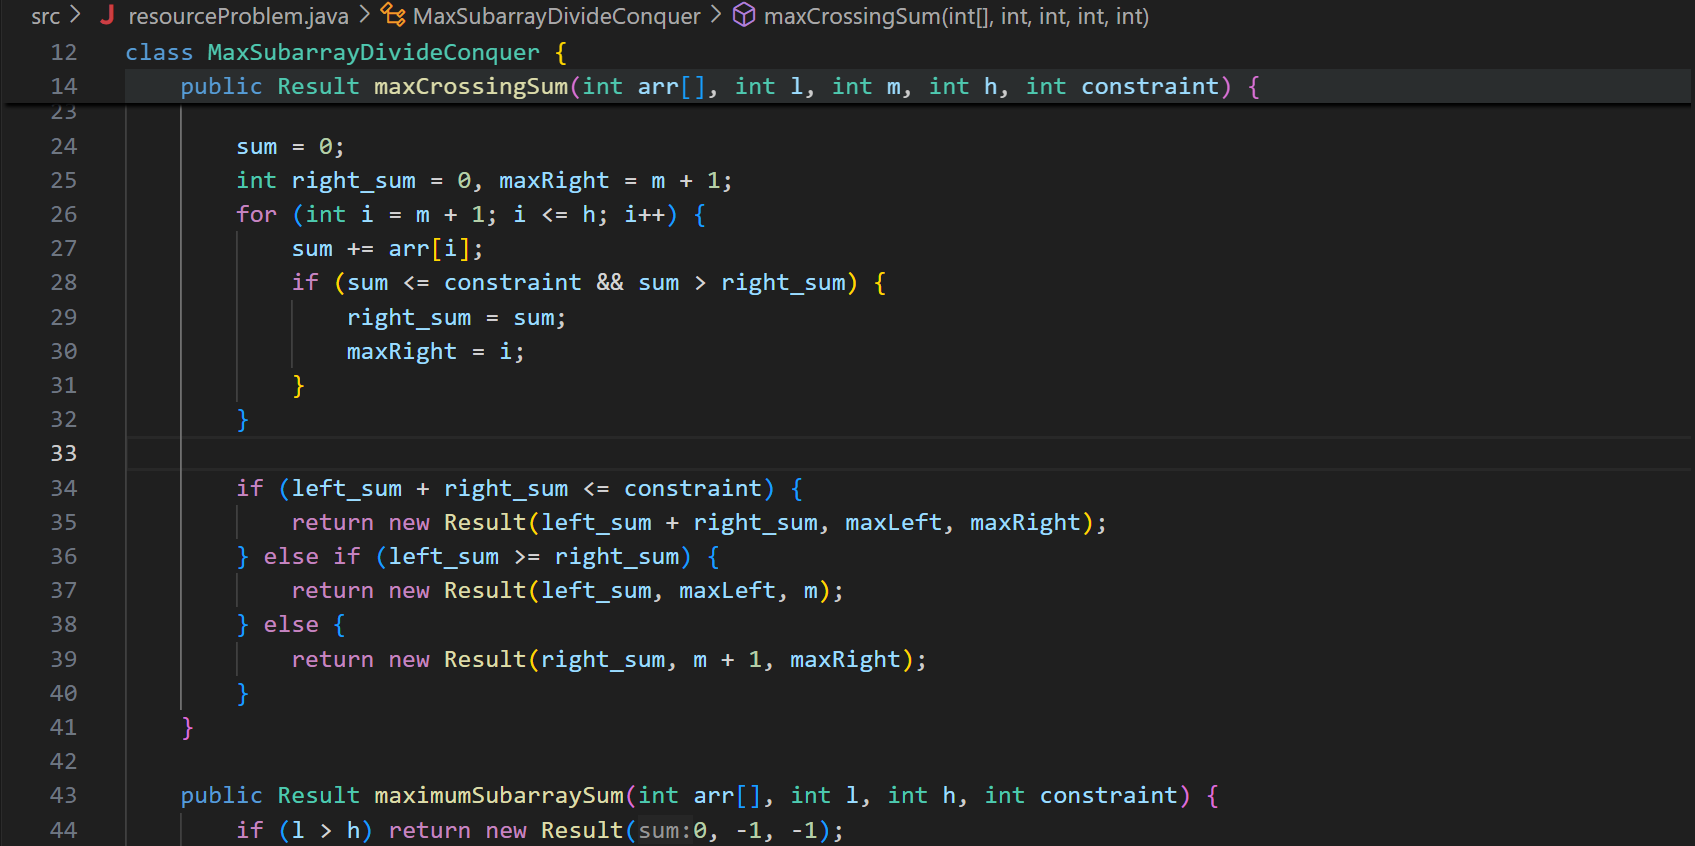 src > resourceProblem.java > MaxSubarrayDivideConquer > maxCrossingSum(int[], int, int, int, int)
12 class MaxSubarrayDivideConquer {
14 public Result maxCrossingSum(int arr[], int l, int m, int h, int constraint) {
23
24 sum = 0;
25 int right_sum = 0, maxRight = m + 1;
26 for (int i = m + 1; i <= h; i++) {
27 sum += arr[i];
28 if (sum <= constraint && sum > right_sum) {
29 right_sum = sum;
30 maxRight = i;
31 }
32 }
33
34 if (left_sum + right_sum <= constraint) {
35 return new Result(left_sum + right_sum, maxLeft, maxRight);
36 } else if (left_sum >= right_sum) {
37 return new Result(left_sum, maxLeft, m);
38 } else {
39 return new Result(right_sum, m + 1, maxRight);
40 }
41 }
42
43 public Result maximumSubarraySum(int arr[], int l, int h, int constraint) {
44 if (l > h) return new Result(sum:0, -1, -1);